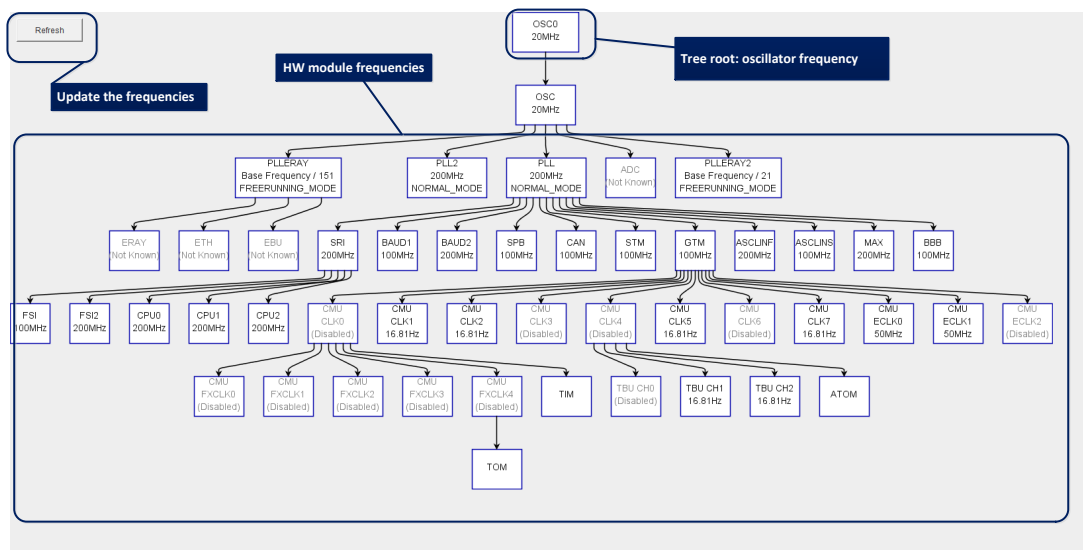 Refresh
OSC0
20MHz
Tree root: oscillator frequency
HW module frequencies
Update the frequencies
OSC
20MHz
PLLERAY
Base Frequency / 151
FREERUNNING_MODE
PLL2
200MHz
NORMAL_MODE
PLL
200MHz
NORMAL_MODE
ADC
(Not Known)
PLLERAY2
Base Frequency / 21
FREERUNNING_MODE
ERAY
(Not Known)
ETH
(Not Known)
EBU
(Not Known)
SRI
200MHz
BAUD1
100MHz
BAUD2
200MHz
SPB
100MHz
CAN
100MHz
STM
100MHz
GTM
100MHz
ASCLINF
200MHz
ASCLINS
100MHz
MAX
200MHz
BBB
100MHz
FSI
100MHz
FSI2
200MHz
CPU0
200MHz
CPU1
200MHz
CPU2
200MHz
CMU
CLK0
(Disabled)
CMU
CLK1
16.81Hz
CMU
CLK2
16.81Hz
CMU
CLK3
(Disabled)
CMU
CLK4
(Disabled)
CMU
CLK5
16.81Hz
CMU
CLK6
(Disabled)
CMU
CLK7
16.81Hz
CMU
ECLK0
50MHz
CMU
ECLK1
50MHz
CMU
ECLK2
(Disabled)
CMU
FXCLK0
(Disabled)
CMU
FXCLK1
(Disabled)
CMU
FXCLK2
(Disabled)
CMU
FXCLK3
(Disabled)
CMU
FXCLK4
(Disabled)
TIM
TBU CH0
(Disabled)
TBU CH1
16.81Hz
TBU CH2
16.81Hz
ATOM
TOM